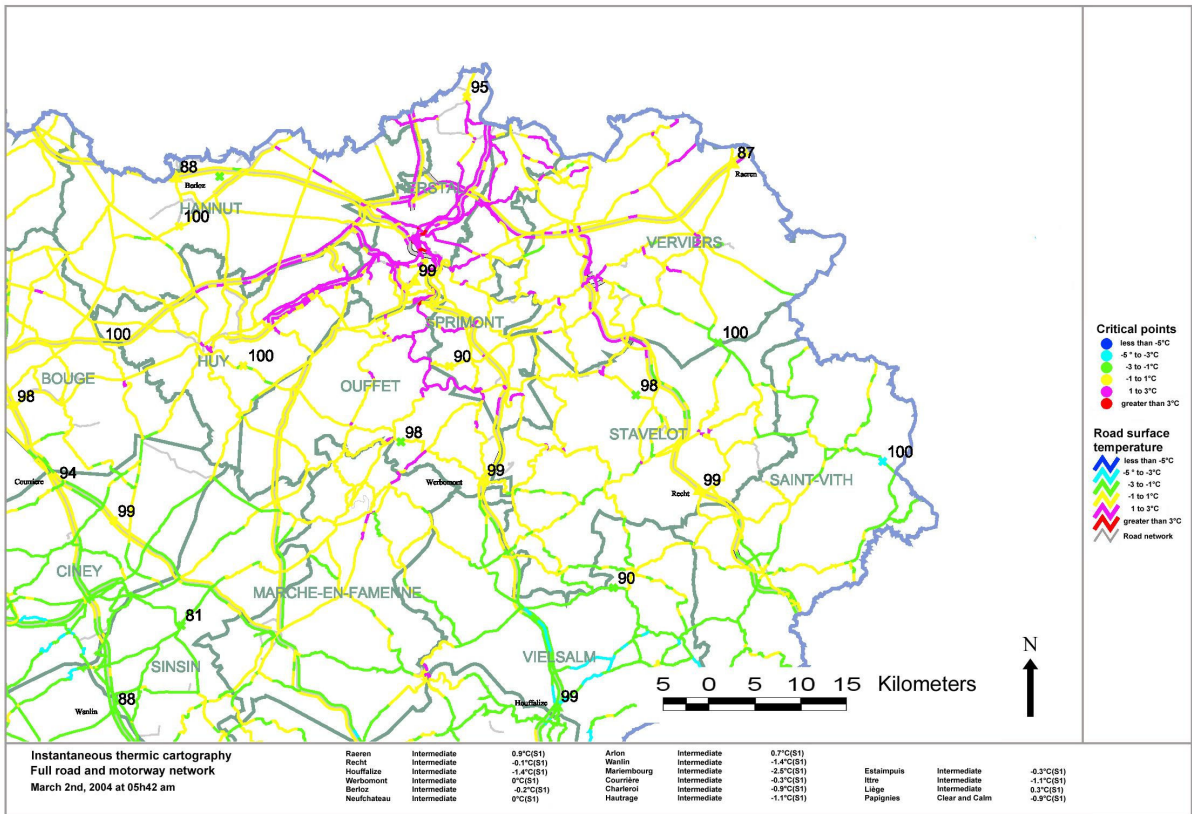 95
88
Berloz
HANNUT
100
HERSTAL
87
Raeren
VERVIERS
99
SPRIMONT
100
100
HUY
100
90
BOUGE
OUFFET
98
98
98
STAVELOT
94
Courrière
Werbomont
99
Recht
99
SAINT-VITH
100
99
CINEY
MARCHE-EN-FAMENNE
90
81
SINSIN
VIELSALM
88
Wanlin
Houffalize
99
5 0 5 10 15 Kilometers
N
Critical points
less than -5°C
-5 ° to -3°C
-3 to -1°C
-1 to 1°C
1 to 3°C
greater than 3°C
Road surface
temperature
less than -5°C
-5 ° to -3°C
-3 to -1°C
-1 to 1°C
1 to 3°C
greater than 3°C
Road network
Instantaneous thermic cartography
Full road and motorway network
March 2nd, 2004 at 05h42 am
Raeren Intermediate 0.9°C(S1)
Recht Intermediate -0.1°C(S1)
Houffalize Intermediate -1.4°C(S1)
Werbomont Intermediate 0°C(S1)
Berloz Intermediate -0.2°C(S1)
Neufchateau Intermediate 0°C(S1)
Arlon Intermediate 0.7°C(S1)
Wanlin Intermediate -1.4°C(S1)
Mariembourg Intermediate -2.5°C(S1)
Courrière Intermediate -0.3°C(S1)
Charleroi Intermediate -0.9°C(S1)
Hautrage Intermediate -1.1°C(S1)
Estaimpuis Intermediate -0.3°C(S1)
Ittre Intermediate -1.1°C(S1)
Liège Intermediate 0.3°C(S1)
Papignies Clear and Calm -0.9°C(S1)